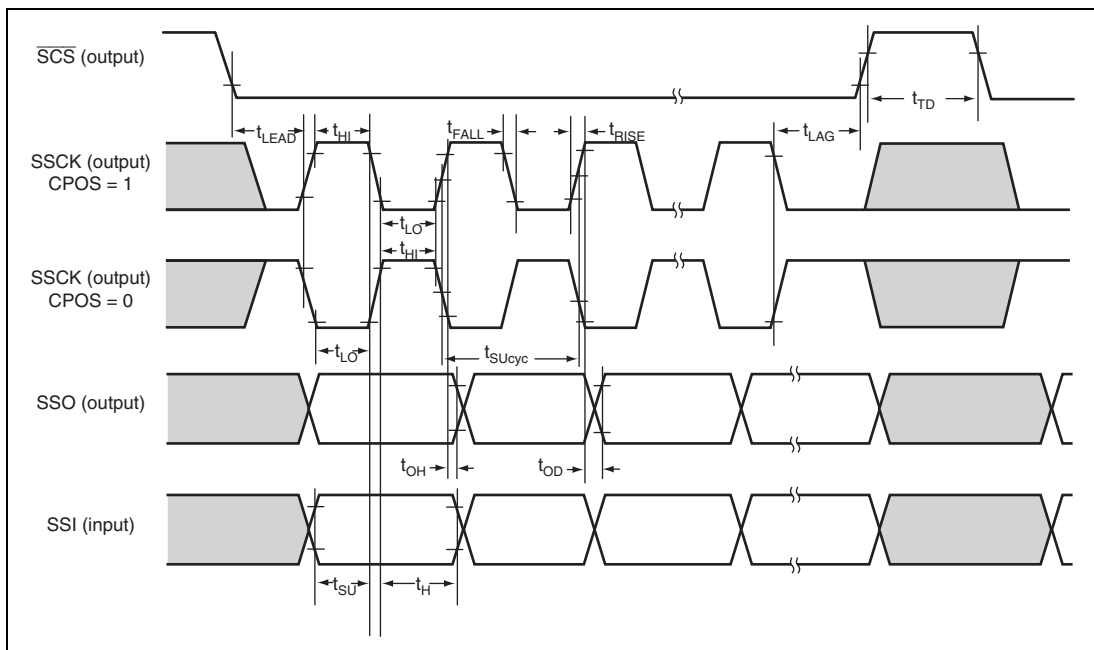 SCS (output)
tTD
tLEAD
tHI
tFALL
tRISE
tLAG
SSCK (output)
CPOS = 1
tLO
tHI
SSCK (output)
CPOS = 0
tLO
tSUcyc
SSO (output)
tOH
tOD
SSI (input)
tSU
tH